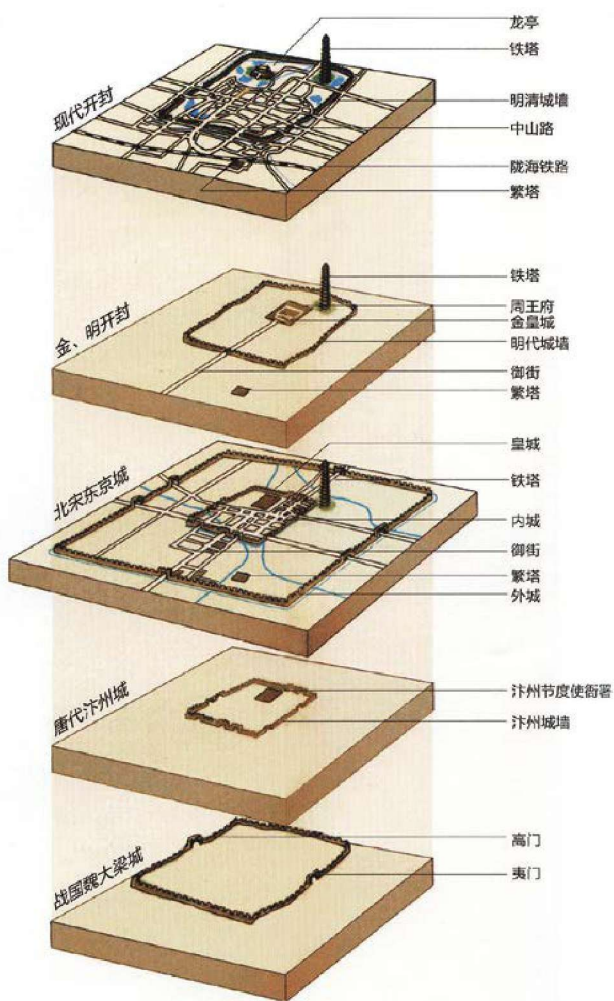 现代开封
龙亭
铁塔
明清城墙
中山路
陇海铁路
繁塔
金、明开封
铁塔
周王府
金皇城
明代城墙
御街
繁塔
北宋东京城
皇城
铁塔
内城
御街
繁塔
外城
唐代汴州城
汴州节度使衙署
汴州城墙
战国魏大梁城
高门
夷门